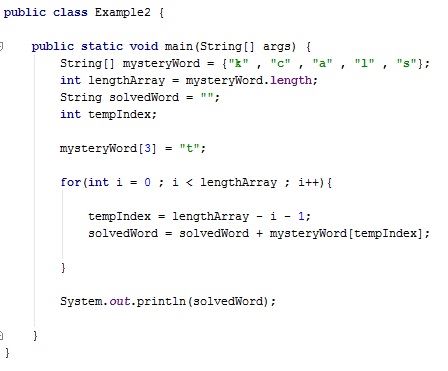 public class Example2 {
public static void main(String[] args) {
String[] mysteryWord = {"k" , "c" , "a" , "l" , "s"};
int lengthArray = mysteryWord.length;
String solvedWord = "";
int tempIndex;
mysteryWord[3] = "t";
for(int i = 0 ; i < lengthArray ; i++){
tempIndex = lengthArray - i - 1;
solvedWord = solvedWord + mysteryWord[tempIndex];
}
System.out.println(solvedWord);
}
}